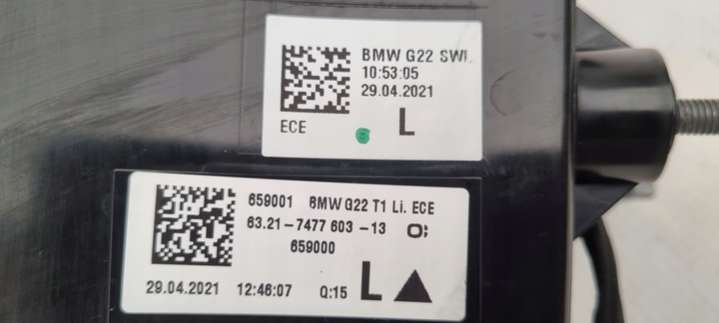 BMW G22 SWL
10:53:05
29.04.2021
ECE L
659001 BMW G22 T1 Li. ECE
63.21-7477 603-13
659000
29.04.2021 12:46:07 Q:15 L